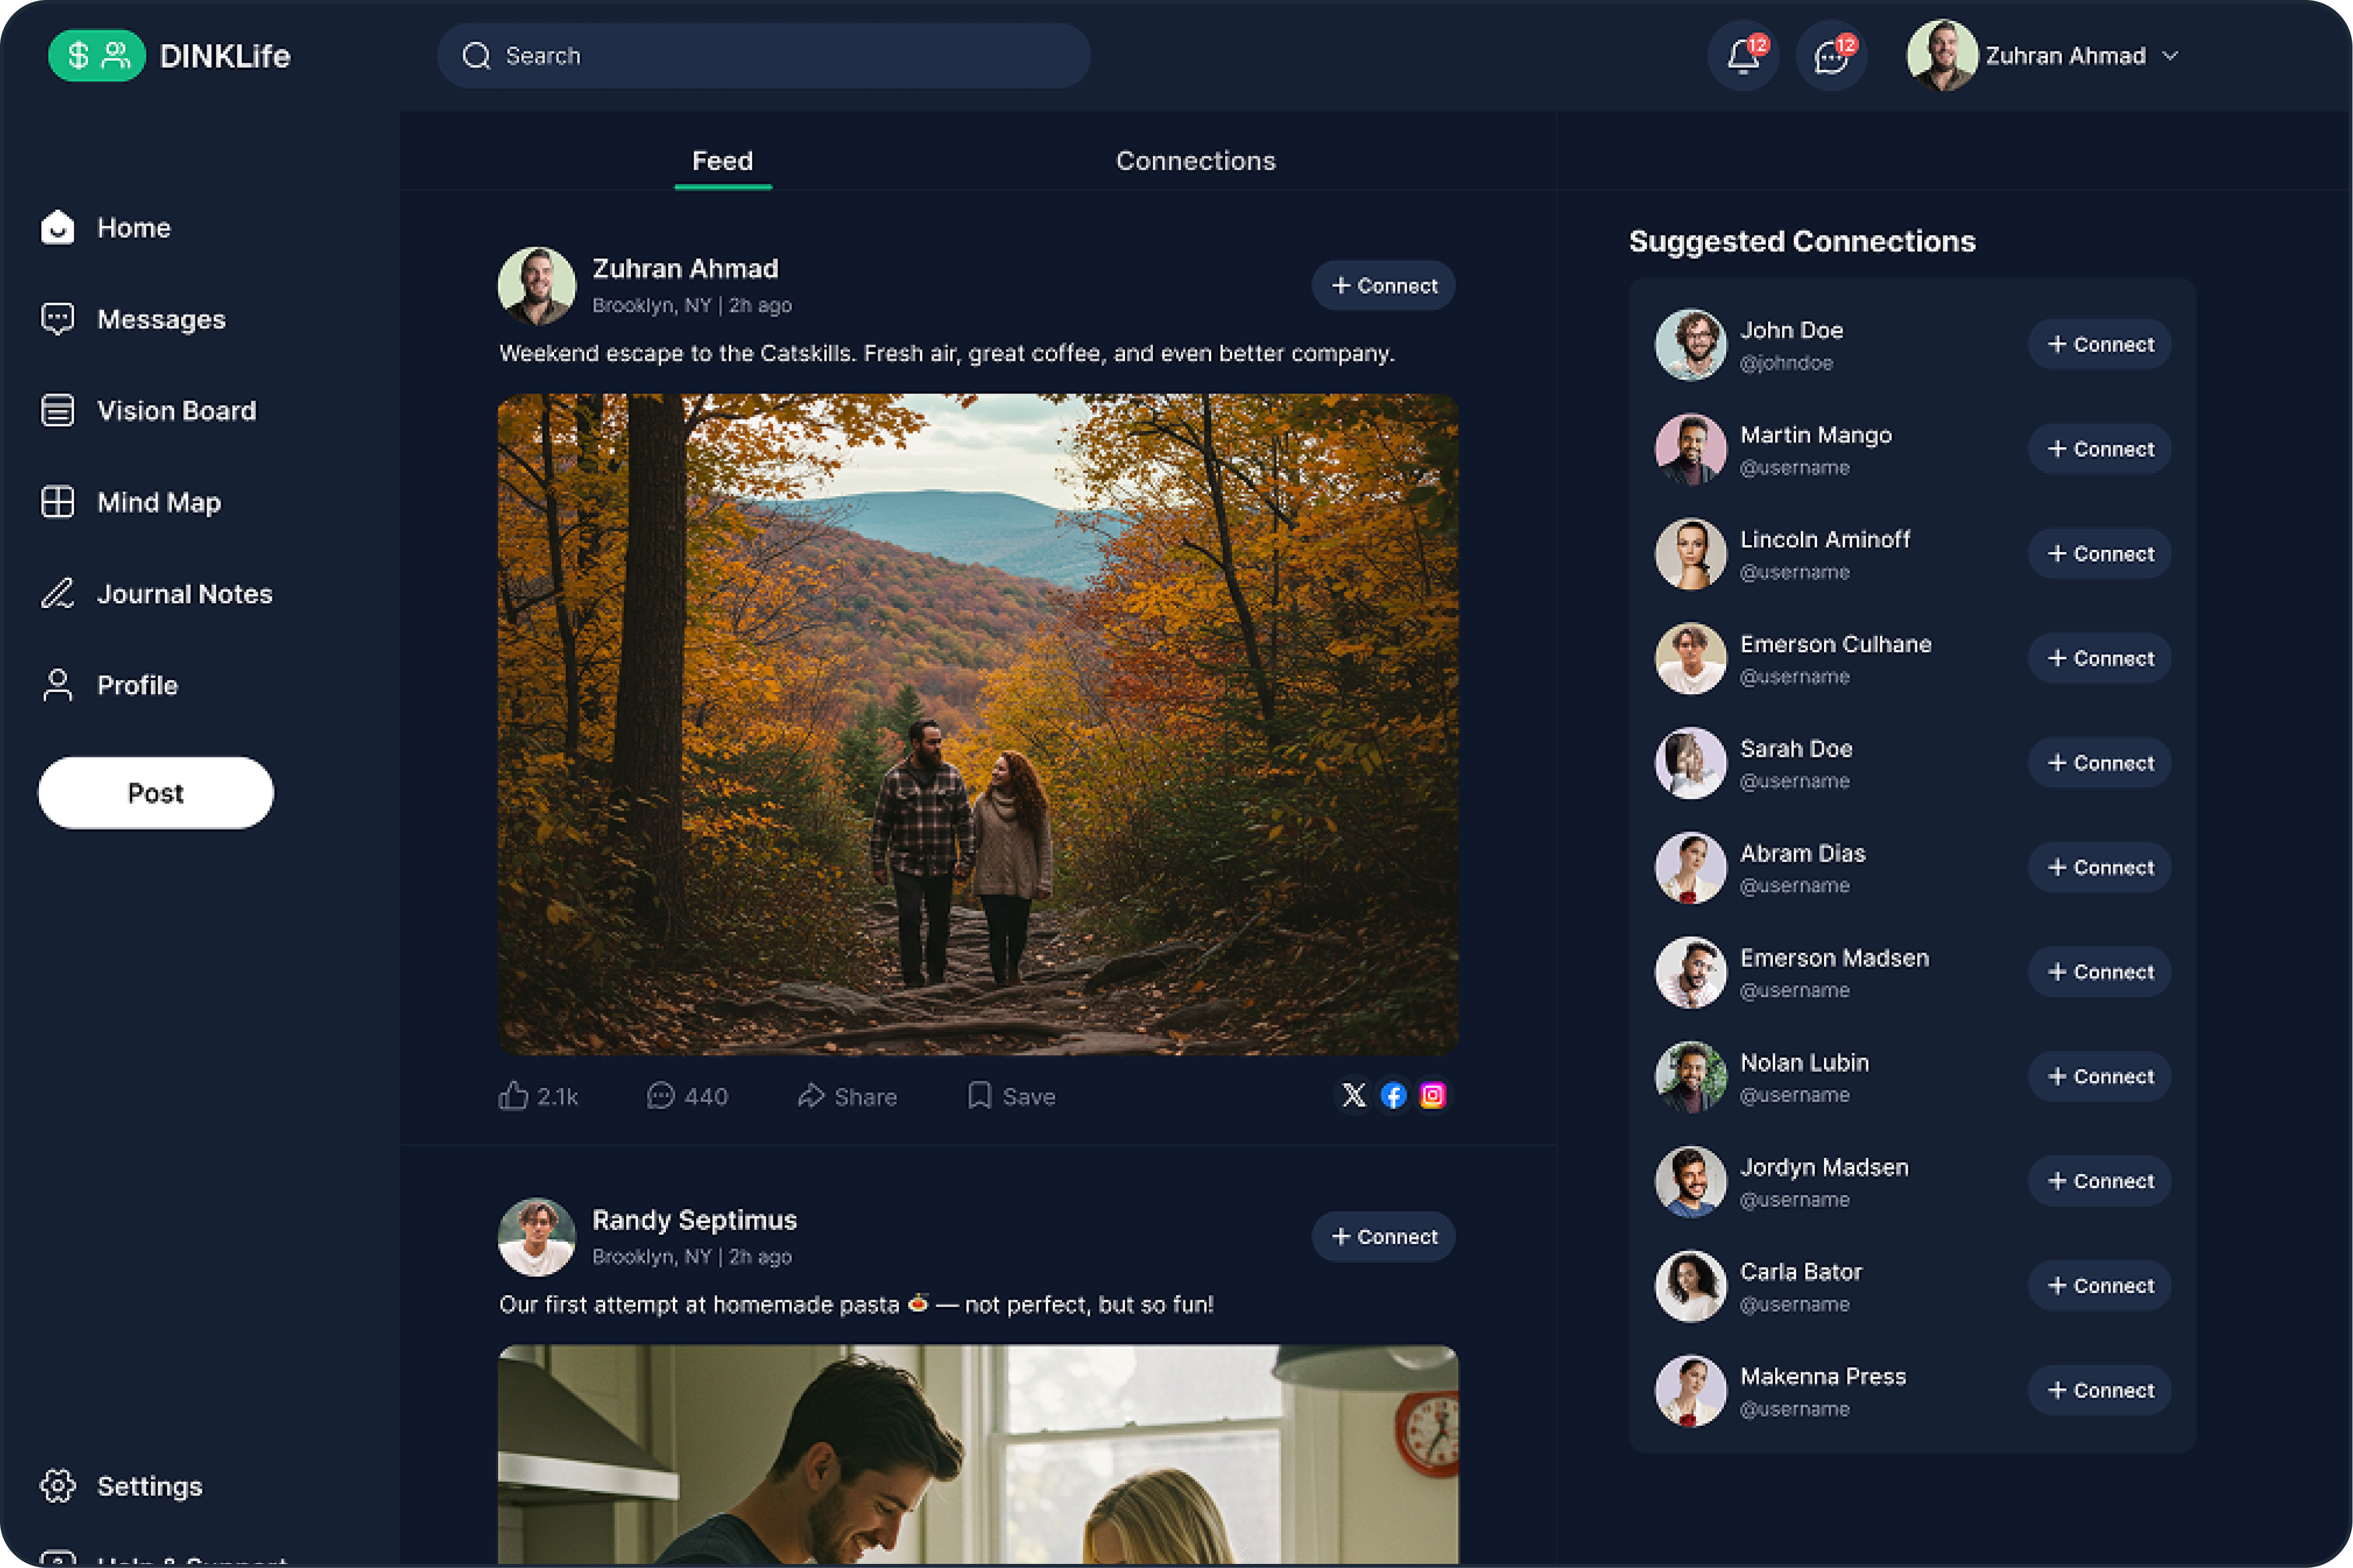 DINKLife
Search
12
12
Zuhran Ahmad
Feed
Connections
Home
Messages
Vision Board
Mind Map
Journal Notes
Profile
Post
Settings
Help & Support
Zuhran Ahmad
Brooklyn, NY | 2h ago
+ Connect
Weekend escape to the Catskills. Fresh air, great coffee, and even better company.
2.1k
440
Share
Save
Randy Septimus
Brooklyn, NY | 2h ago
+ Connect
Our first attempt at homemade pasta 🍝 — not perfect, but so fun!
Suggested Connections
John Doe
@johndoe
+ Connect
Martin Mango
@username
+ Connect
Lincoln Aminoff
@username
+ Connect
Emerson Culhane
@username
+ Connect
Sarah Doe
@username
+ Connect
Abram Dias
@username
+ Connect
Emerson Madsen
@username
+ Connect
Nolan Lubin
@username
+ Connect
Jordyn Madsen
@username
+ Connect
Carla Bator
@username
+ Connect
Makenna Press
@username
+ Connect